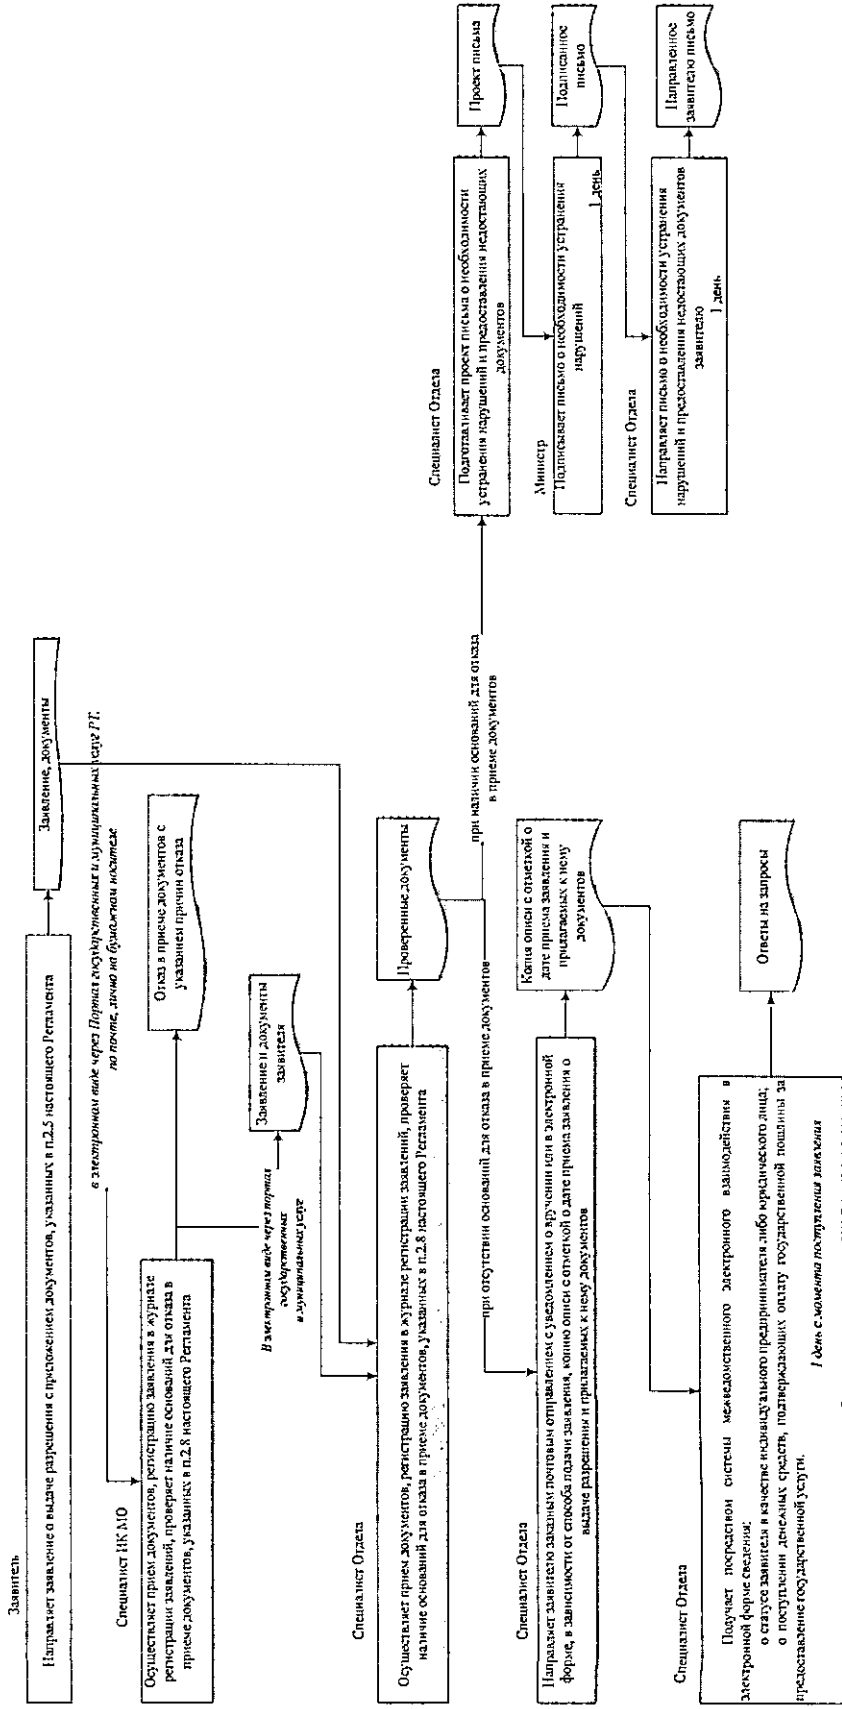 Заявитель
Направляет заявление о выдаче разрешения с приложением документов, указанных в п.2.5 настоящего Регламента
Заявление, документы
в электронном виде через Портал государственных и муниципальных услуг РТ,
по почте, лично на бумажном носителе
Специалист ИК МО
Осуществляет прием документов, регистрацию заявления в журнале
регистрации заявлений, проверяет наличие оснований для отказа в
приеме документов, указанных в п.2.8 настоящего Регламента
Отказ в приеме документов с
указанием причин отказа
В электронном виде через портал
государственных
и муниципальных услуг
Заявление и документы
заявителя
Специалист Отдела
Осуществляет прием документов, регистрацию заявления в журнале регистрации заявлений, проверяет
наличие оснований для отказа в приеме документов, указанных в п.2.8 настоящего Регламента
Проверенные документы
при отсутствии оснований для отказа в приеме документов
при наличии оснований для отказа
в приеме документов
Специалист Отдела
Подготавливает проект письма о необходимости
устранения нарушений и предоставления недостающих
документов
Проект письма
Министр
Подписывает письмо о необходимости устранения
нарушений
1 день
Подписанное
письмо
Специалист Отдела
Направляет письмо о необходимости устранения
нарушений и предоставления недостающих документов
заявителю
1 день
Направленное
заявителю письмо
Специалист Отдела
Направляет заявителю заказным почтовым отправлением с уведомлением о вручении или в электронной
форме, в зависимости от способа подачи заявления, копию описи с отметкой о дате приема заявления о
выдаче разрешения и прилагаемых к нему документов
Копия описи с отметкой о
дате приема заявления и
прилагаемых к нему
документов
Специалист Отдела
Получает посредством системы межведомственного электронного взаимодействия в
электронной форме сведения:
о статусе заявителя в качестве индивидуального предпринимателя либо юридического лица;
о поступлении денежных средств, подтверждающих оплату государственной пошлины за
предоставление государственной услуги.
1 день с момента поступления заявления
Ответы на запросы